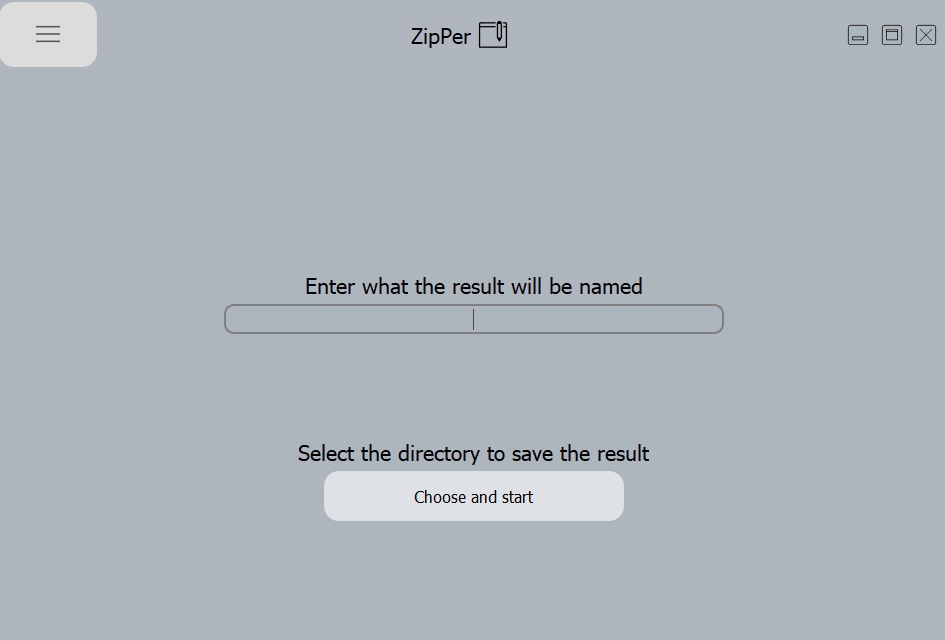 ZipPer
Enter what the result will be named
Select the directory to save the result
Choose and start